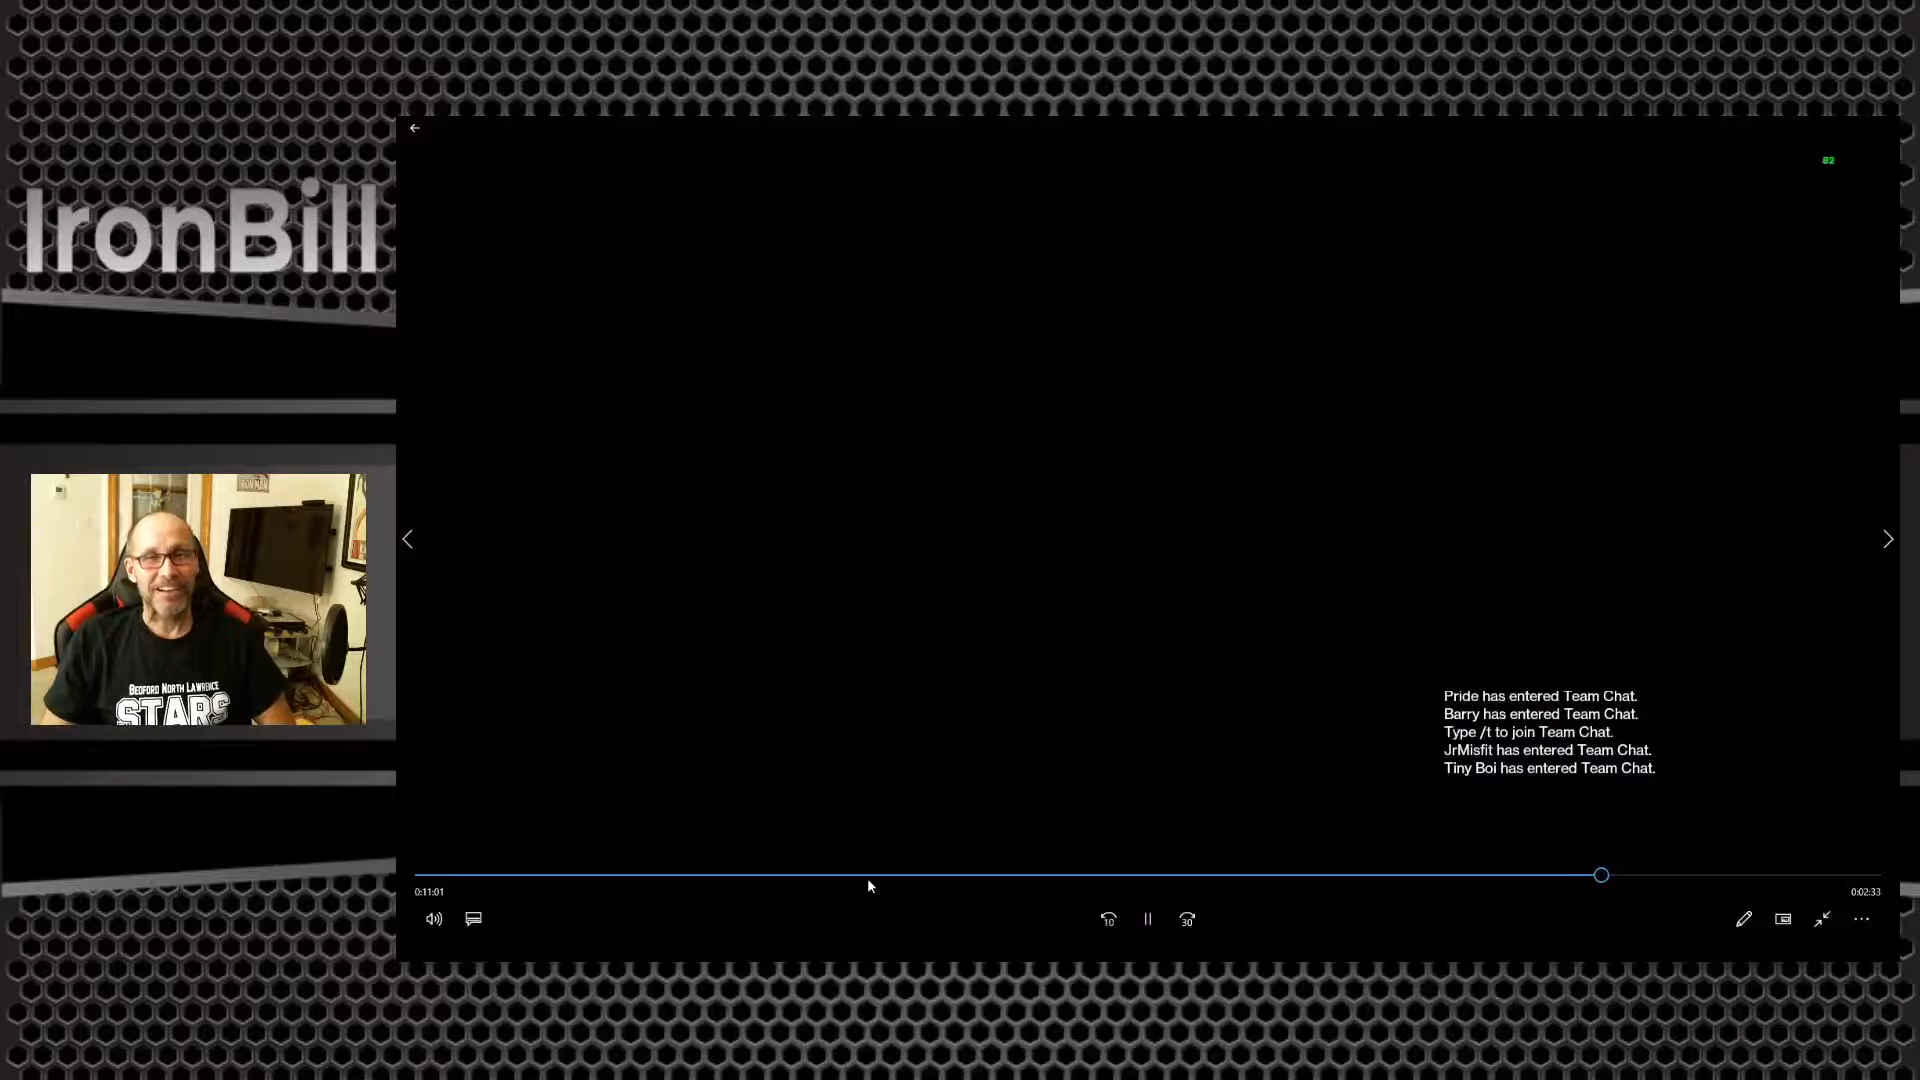 82
IronBill
BEDFORD NORTH LAWRENCE
STARS
Pride has entered Team Chat.
Barry has entered Team Chat.
Type /t to join Team Chat.
JrMisfit has entered Team Chat.
Tiny Boi has entered Team Chat.
0:11:01
0:02:33
10
30